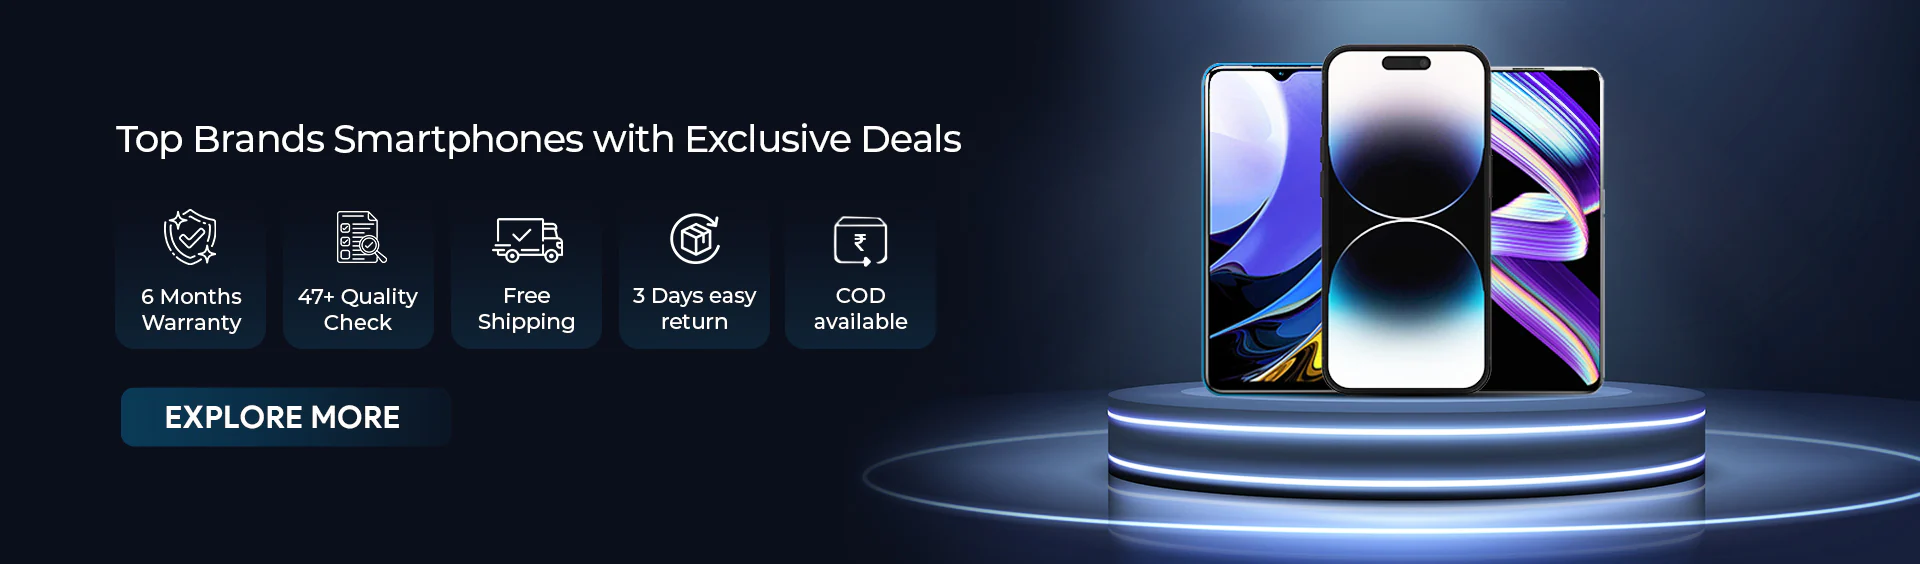 Top Brands Smartphones with Exclusive Deals
6 Months
Warranty
47+ Quality
Check
Free
Shipping
3 Days easy
return
₹
COD
available
EXPLORE MORE